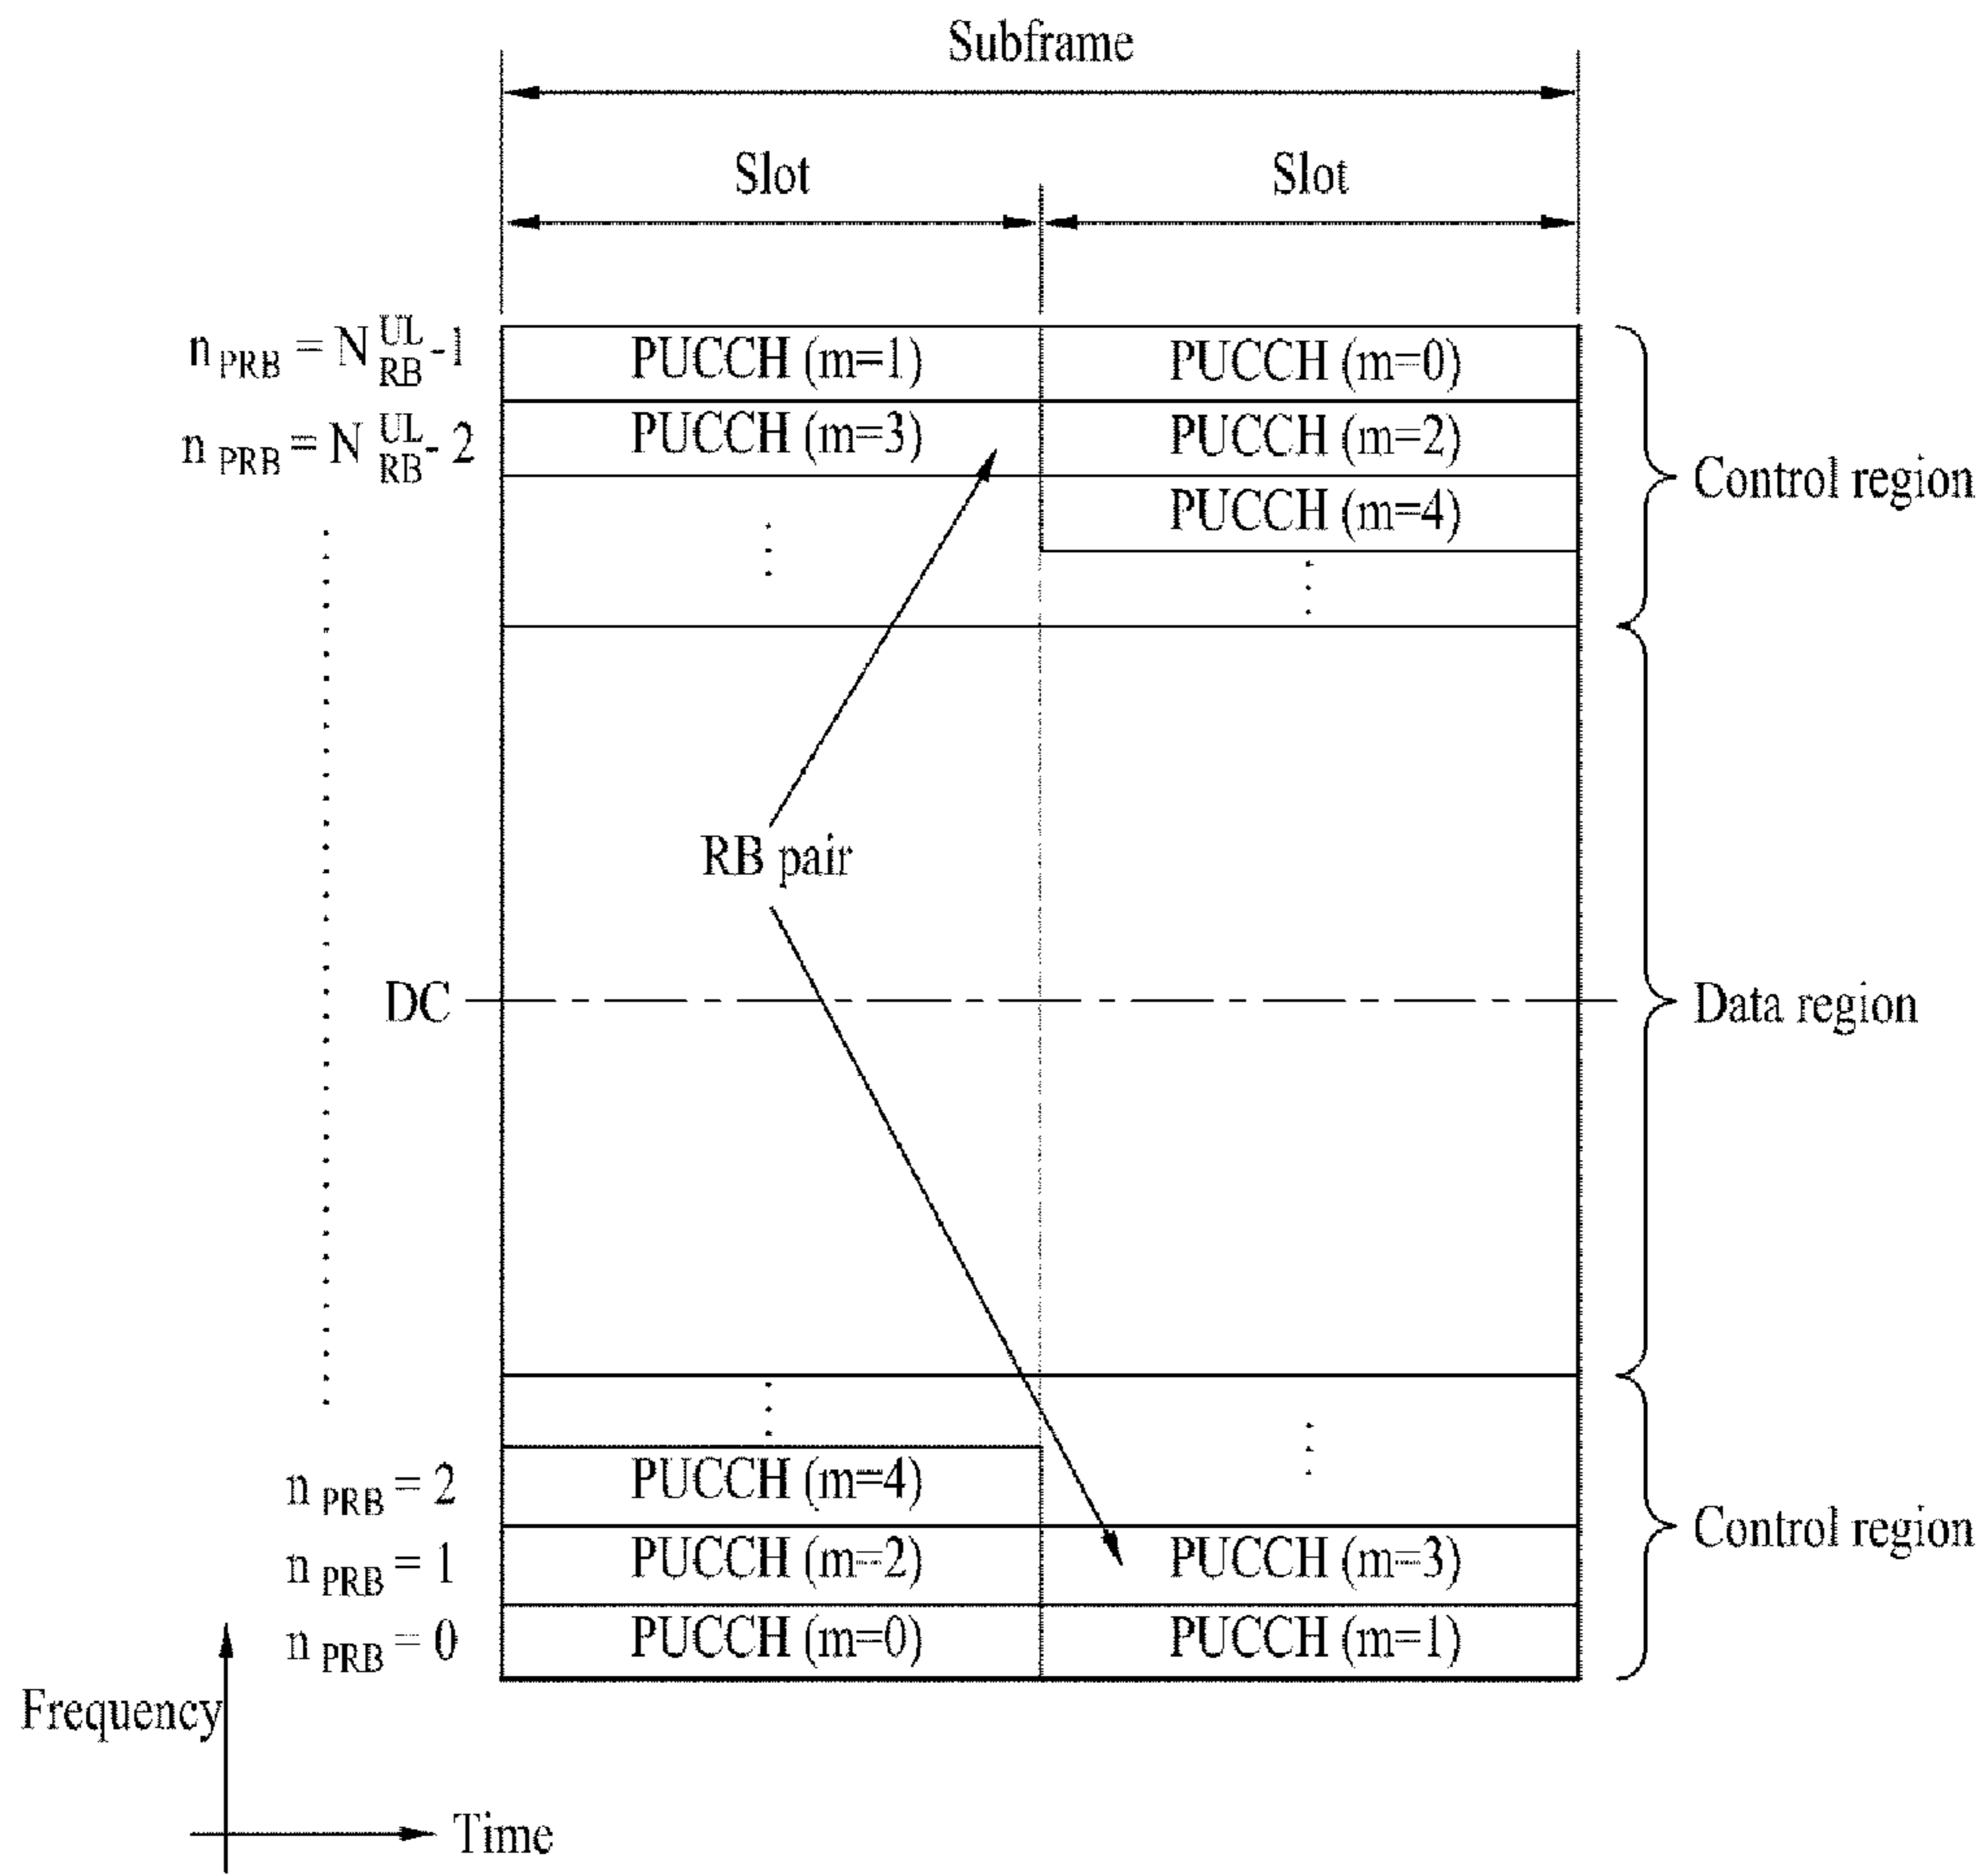 Subframe
Slot Slot
n PRB = N UL RB -1 PUCCH (m=1) PUCCH (m=0)
n PRB = N UL RB - 2 PUCCH (m=3) PUCCH (m=2)
PUCCH (m=4)
Control region
RB pair
DC
Data region
n PRB = 2 PUCCH (m=4)
n PRB = 1 PUCCH (m=2) PUCCH (m=3)
Control region
n PRB = 0 PUCCH (m=0) PUCCH (m=1)
Frequency
Time